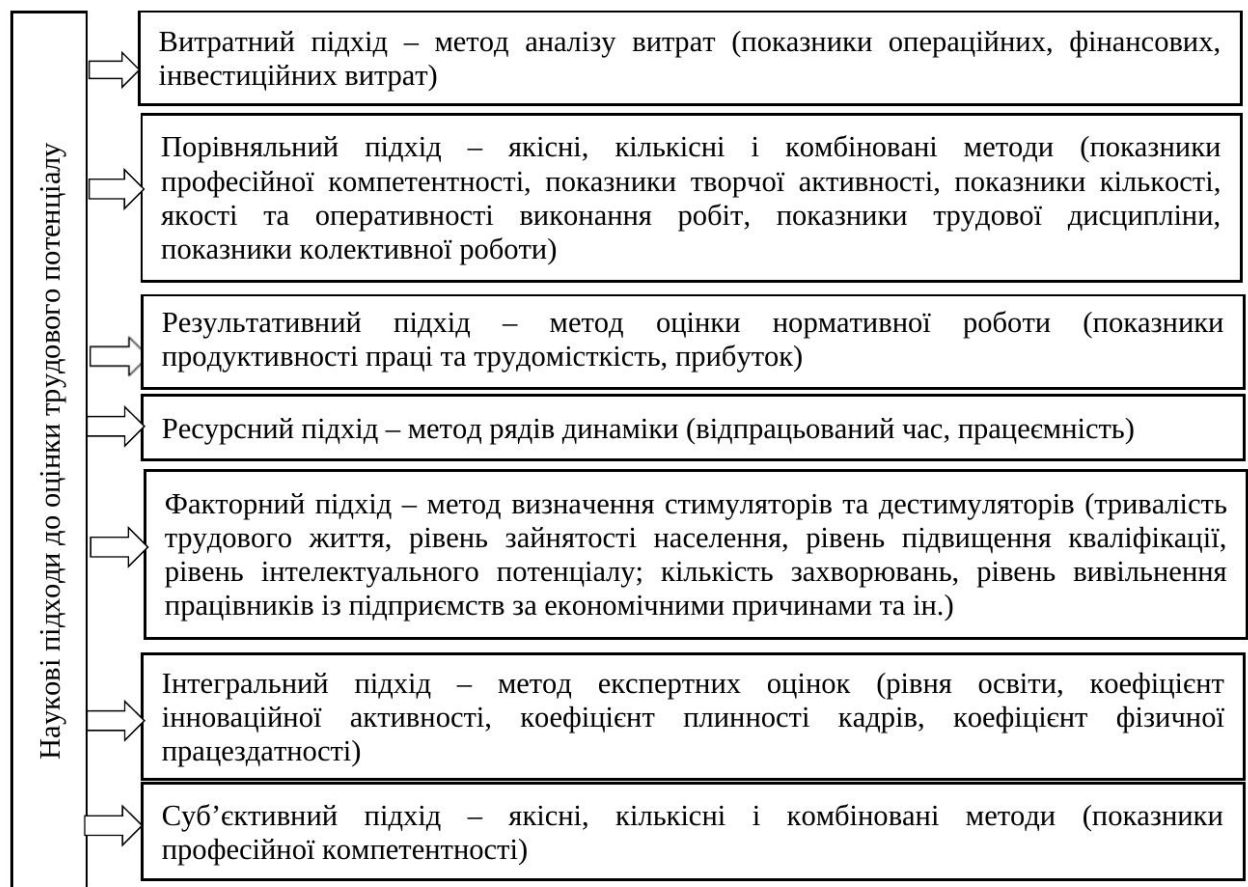 Наукові підходи до оцінки трудового потенціалу
Витратний підхід – метод аналізу витрат (показники операційних, фінансових,
інвестиційних витрат)
Порівняльний підхід – якісні, кількісні і комбіновані методи (показники
професійної компетентності, показники творчої активності, показники кількості,
якості та оперативності виконання робіт, показники трудової дисципліни,
показники колективної роботи)
Результативний підхід – метод оцінки нормативної роботи (показники
продуктивності праці та трудомісткість, прибуток)
Ресурсний підхід – метод рядів динаміки (відпрацьований час, працеємність)
Факторний підхід – метод визначення стимуляторів та дестимуляторів (тривалість
трудового життя, рівень зайнятості населення, рівень підвищення кваліфікації,
рівень інтелектуального потенціалу; кількість захворювань, рівень вивільнення
працівників із підприємств за економічними причинами та ін.)
Інтегральний підхід – метод експертних оцінок (рівня освіти, коефіцієнт
інноваційної активності, коефіцієнт плинності кадрів, коефіцієнт фізичної
працездатності)
Суб’єктивний підхід – якісні, кількісні і комбіновані методи (показники
професійної компетентності)